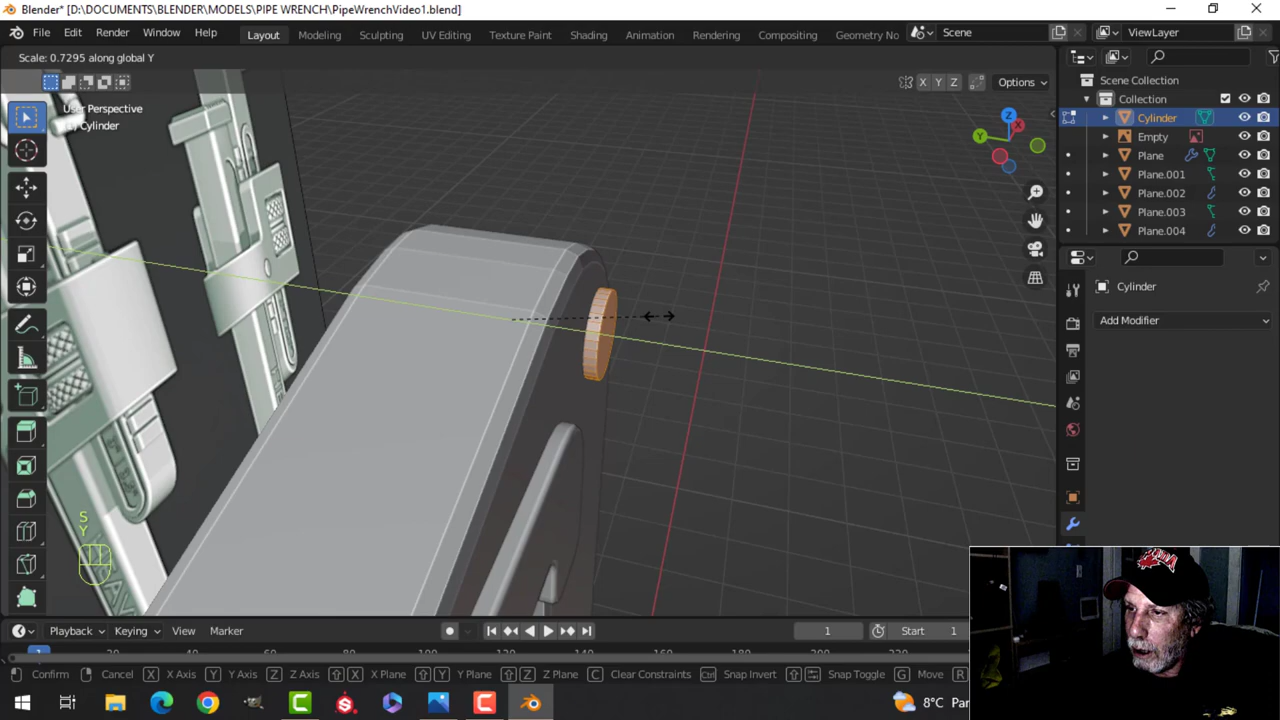 Blender* [D:\DOCUMENTS\BLENDER\MODELS\PIPE WRENCH\PipeWrenchVideo1.blend]
File Edit Render Window Help Layout Modeling Sculpting UV Editing Texture Paint Shading Animation Rendering Compositing Geometry No Scene ViewLayer
Scale: 0.7295 along global Y
X Y Z Options
User Perspective
Cylinder
Scene Collection
Collection
Cylinder
Empty
Plane
Plane.001
Plane.002
Plane.003
Plane.004
Z
X
Y
Cylinder
Add Modifier
S
Y
Playback Keying View Marker 1 Start 1
Confirm Cancel X X Axis Y Y Axis Z Z Axis X X Plane Y Y Plane Z Z Plane C Clear Constraints Ctrl Snap Invert Snap Toggle G Move R
8°C Par